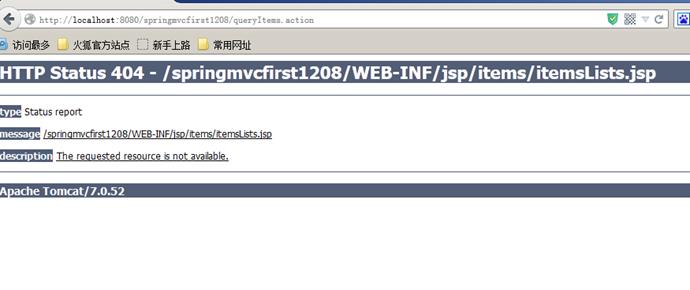 http://localhost:8080/springmvcfirst1208/queryItems.action
访问最多 火狐官方站点 新手上路 常用网址
HTTP Status 404 - /springmvcfirst1208/WEB-INF/jsp/items/itemsLists.jsp
type Status report
message /springmvcfirst1208/WEB-INF/jsp/items/itemsLists.jsp
description The requested resource is not available.
Apache Tomcat/7.0.52